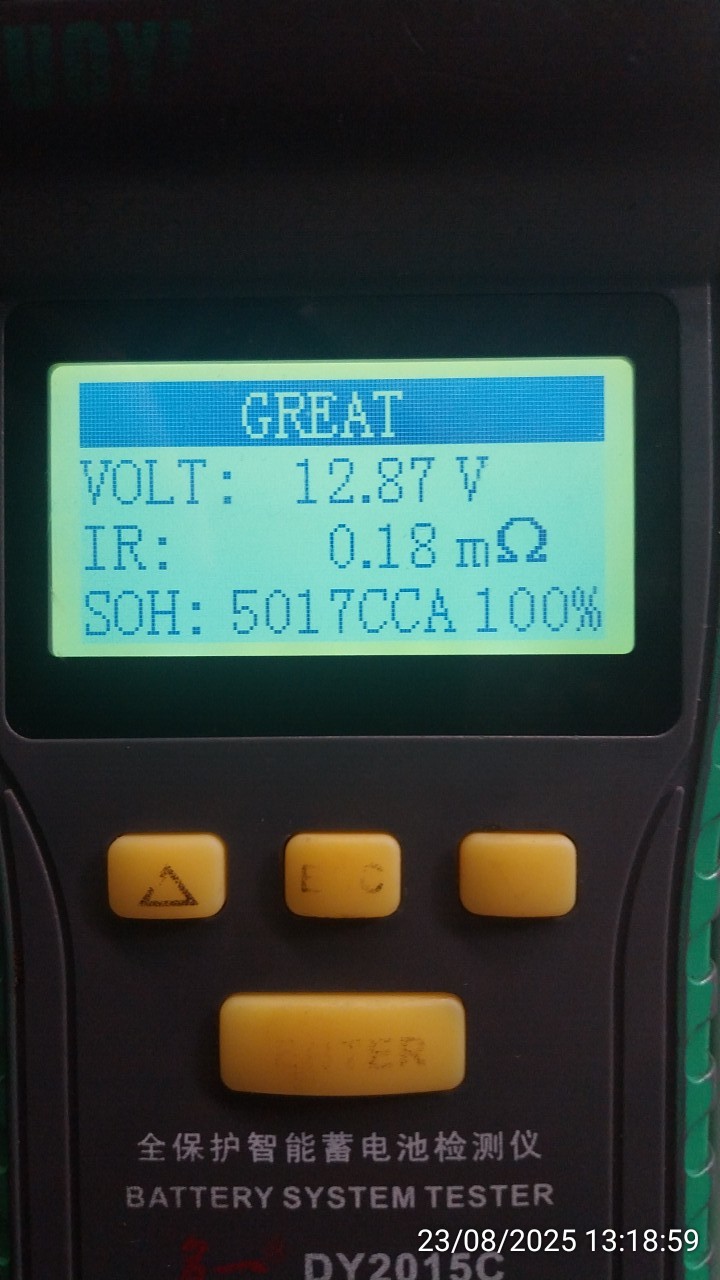 GREAT
VOLT: 12.87 V
IR: 0.18 mΩ
SOH: 5017CCA 100%
E C
ENTER
全保护智能蓄电池检测仪
BATTERY SYSTEM TESTER
DY2015C
23/08/2025 13:18:59